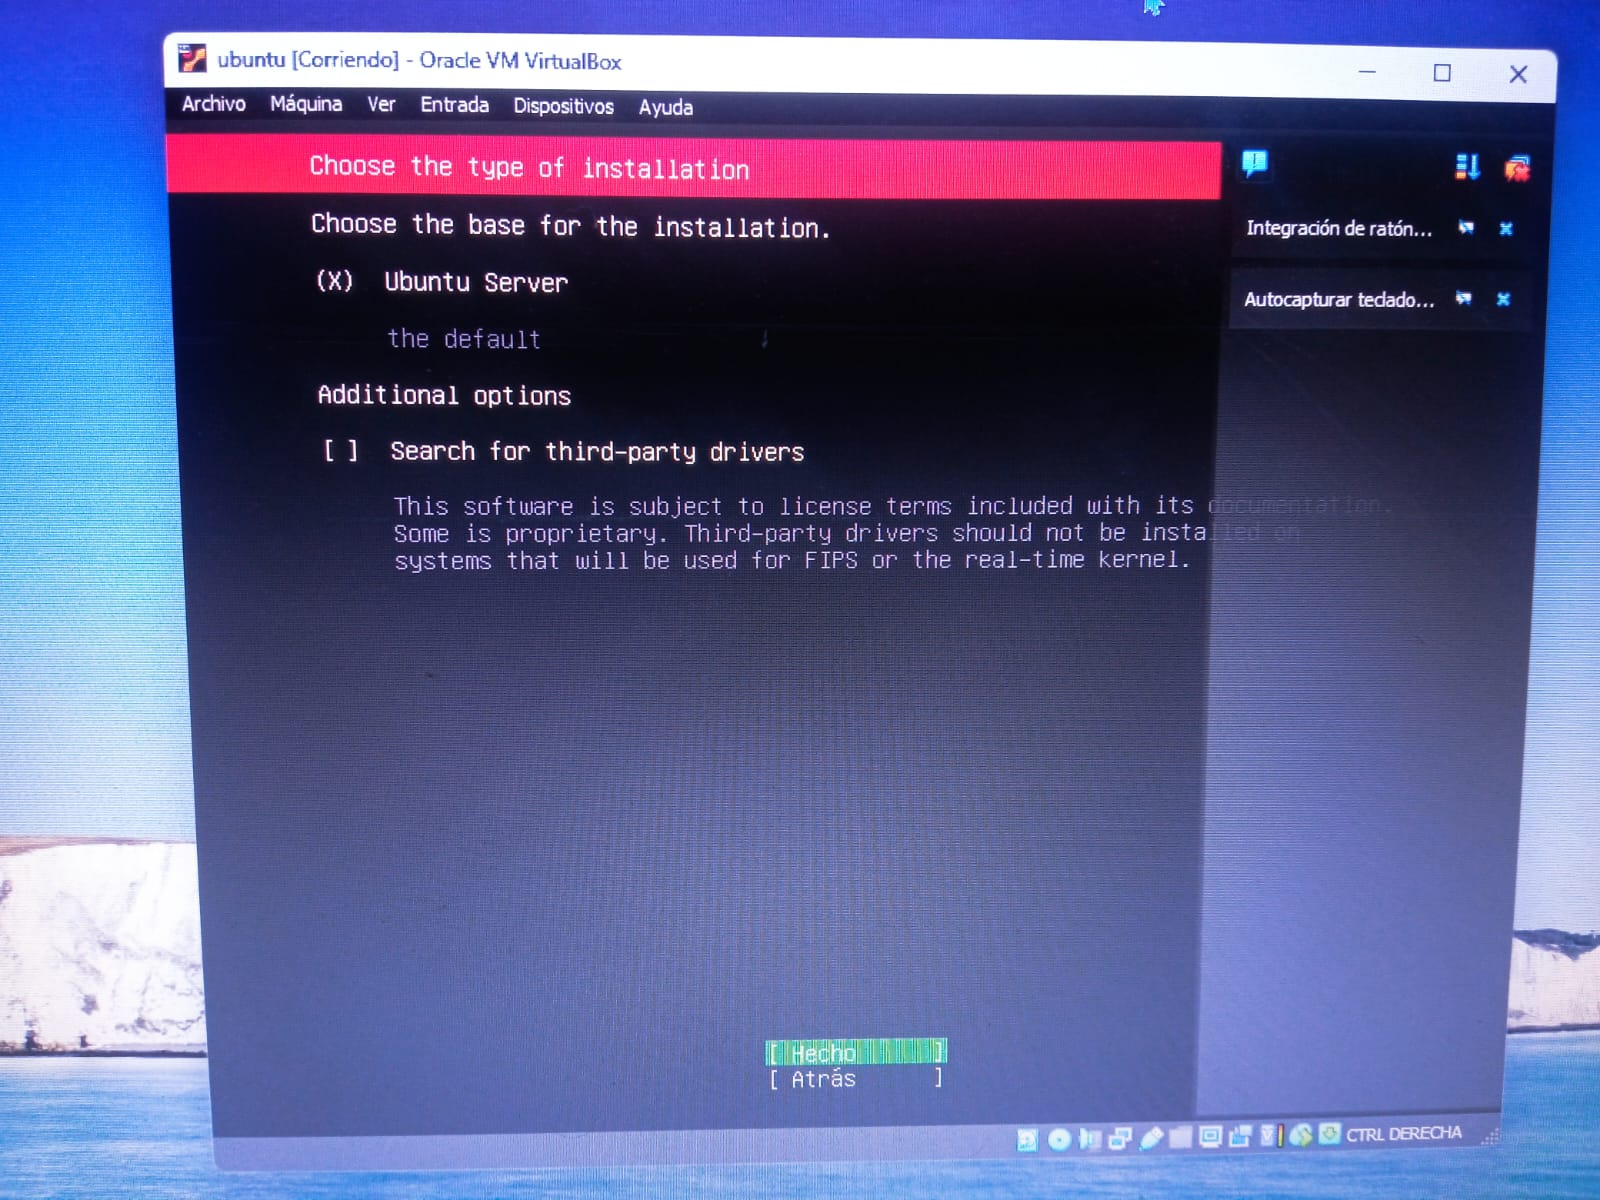 ubuntu [Corriendo] - Oracle VM VirtualBox
Archivo Máquina Ver Entrada Dispositivos Ayuda
Choose the type of installation
Choose the base for the installation.
(X) Ubuntu Server
the default
Additional options
[ ] Search for third-party drivers
This software is subject to license terms included with its documentation.
Some is proprietary. Third-party drivers should not be installed on
systems that will be used for FIPS or the real-time kernel.
[ Hecho ]
[ Atrás ]
Integración de ratón...
Autocapturar teclado...
CTRL DERECHA